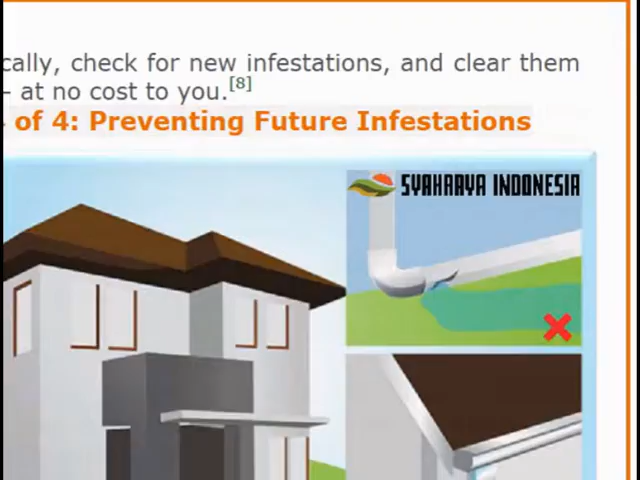 cally, check for new infestations, and clear them
– at no cost to you.[8]
of 4: Preventing Future Infestations
SYAHARYA INDONESIA